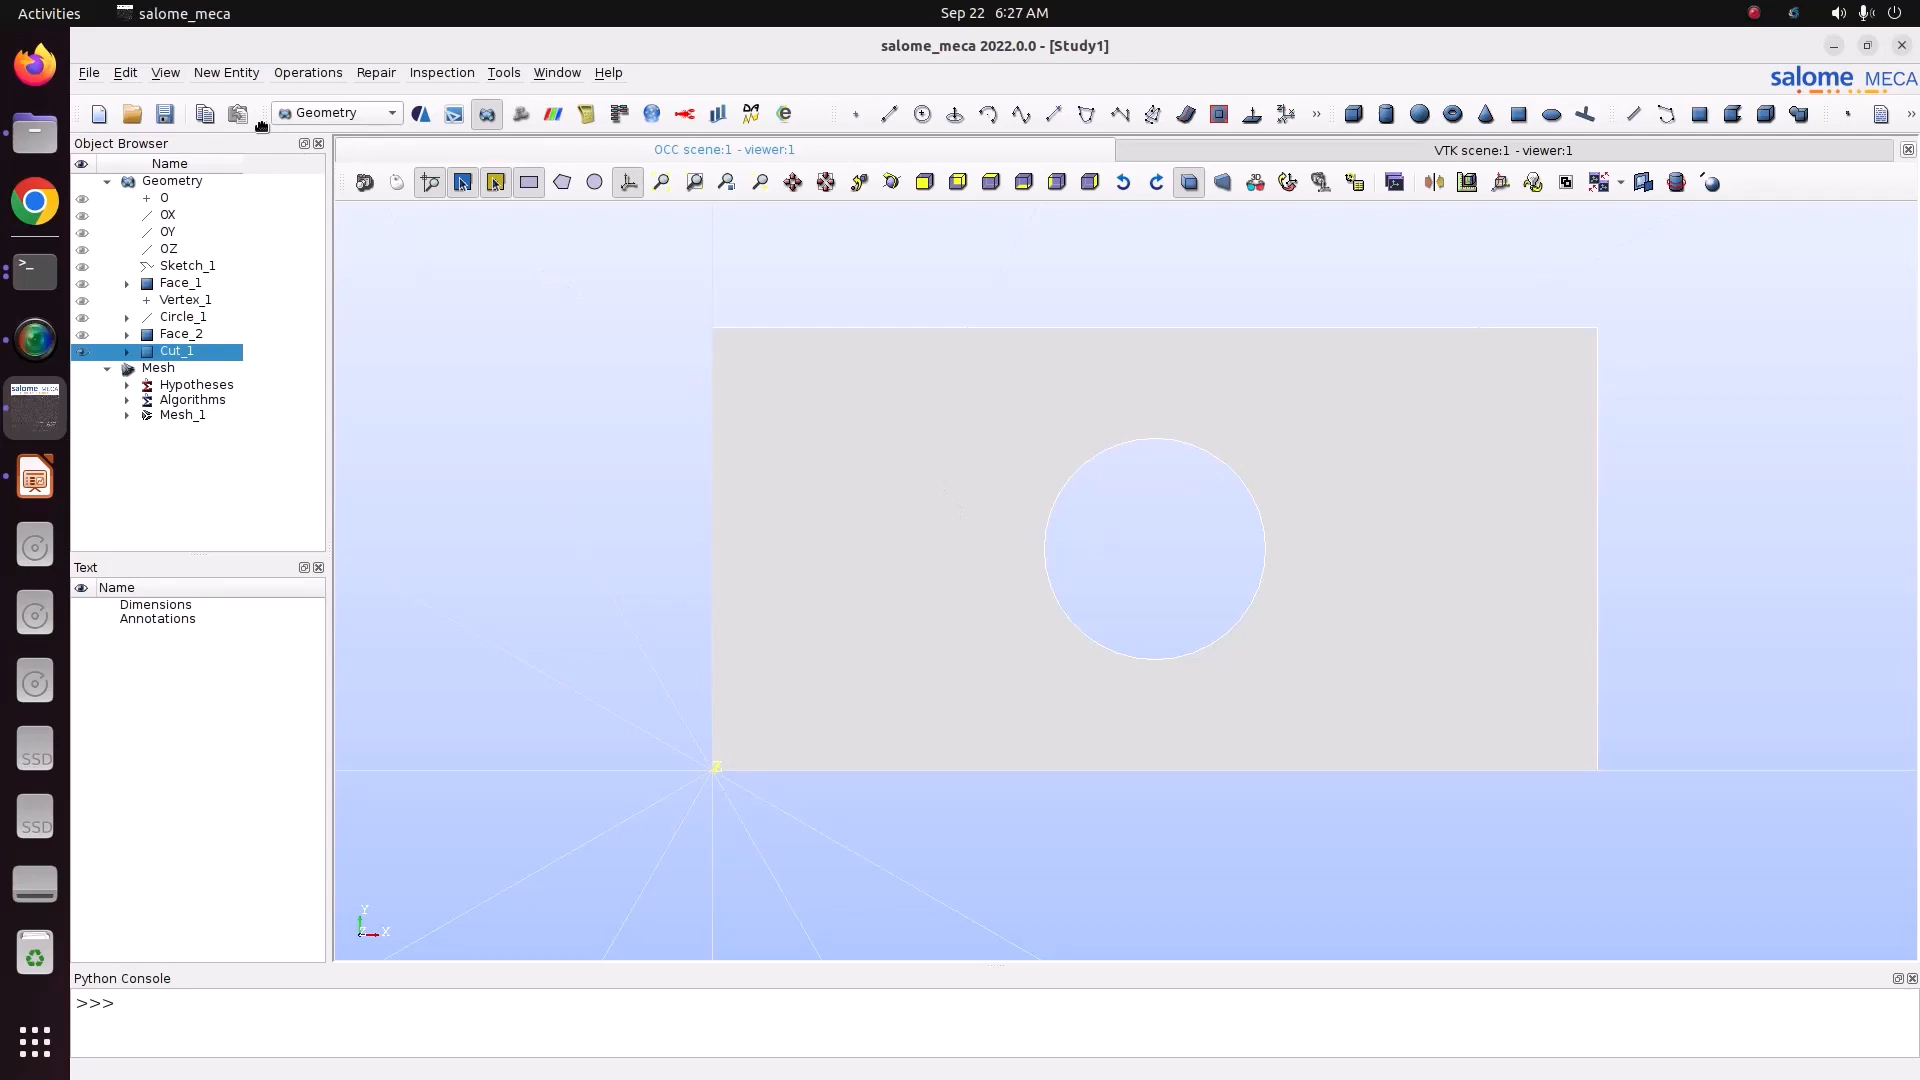 Activities salome_meca Sep 22 6:27 AM
salome_meca 2022.0.0 - [Study1]
File Edit View New Entity Operations Repair Inspection Tools Window Help
salome MECA
Geometry
Object Browser
OCC scene:1 - viewer:1 VTK scene:1 - viewer:1
Name
Geometry
O
OX
OY
OZ
Sketch_1
Face_1
Vertex_1
Circle_1
Face_2
Cut_1
Mesh
Hypotheses
Algorithms
Mesh_1
Text
Name
Dimensions
Annotations
SSD
SSD
Z
Y
Z X
Python Console
>>>